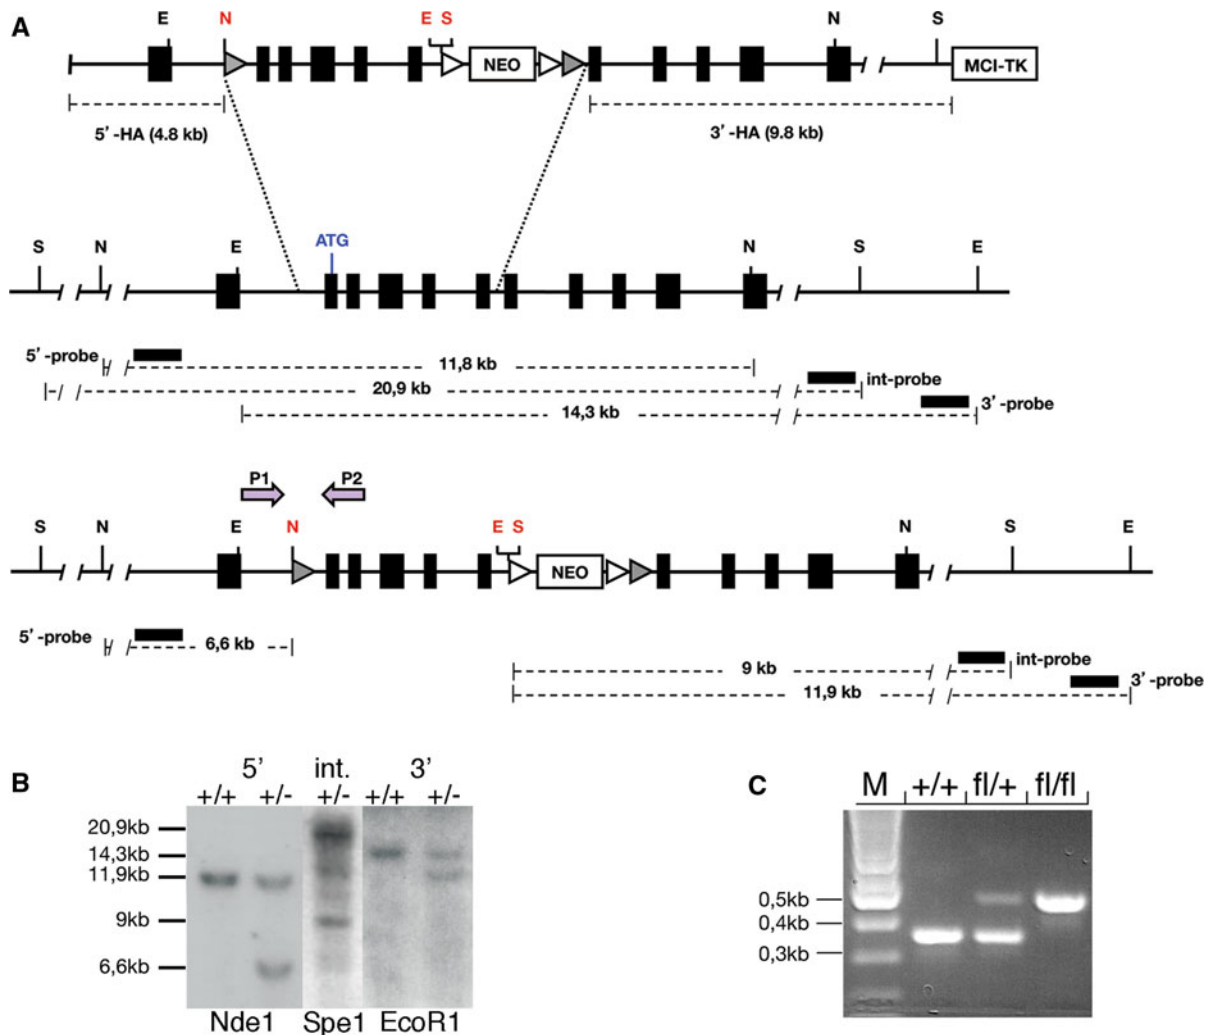 A
E N E S N S
NEO MCI-TK
5'-HA (4.8 kb) 3'-HA (9.8 kb)
ATG
S N E N S E
5'-probe 11,8 kb
20,9 kb int-probe
14,3 kb 3'-probe
P1 P2
S N E N E S N S E
NEO
5'-probe 6,6 kb
9 kb int-probe
11,9 kb 3'-probe
B
5' int. 3'
+/+ +/- +/- +/+ +/-
20,9kb
14,3kb
11,9kb
9kb
6,6kb
Nde1 Spe1 EcoR1
C
M +/+ fl/+ fl/fl
0,5kb
0,4kb
0,3kb